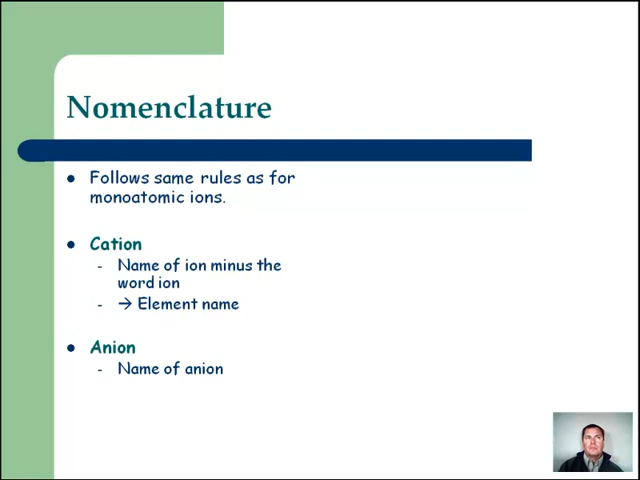 Nomenclature
Follows same rules as for
monoatomic ions.
Cation
- Name of ion minus the
word ion
- → Element name
Anion
- Name of anion